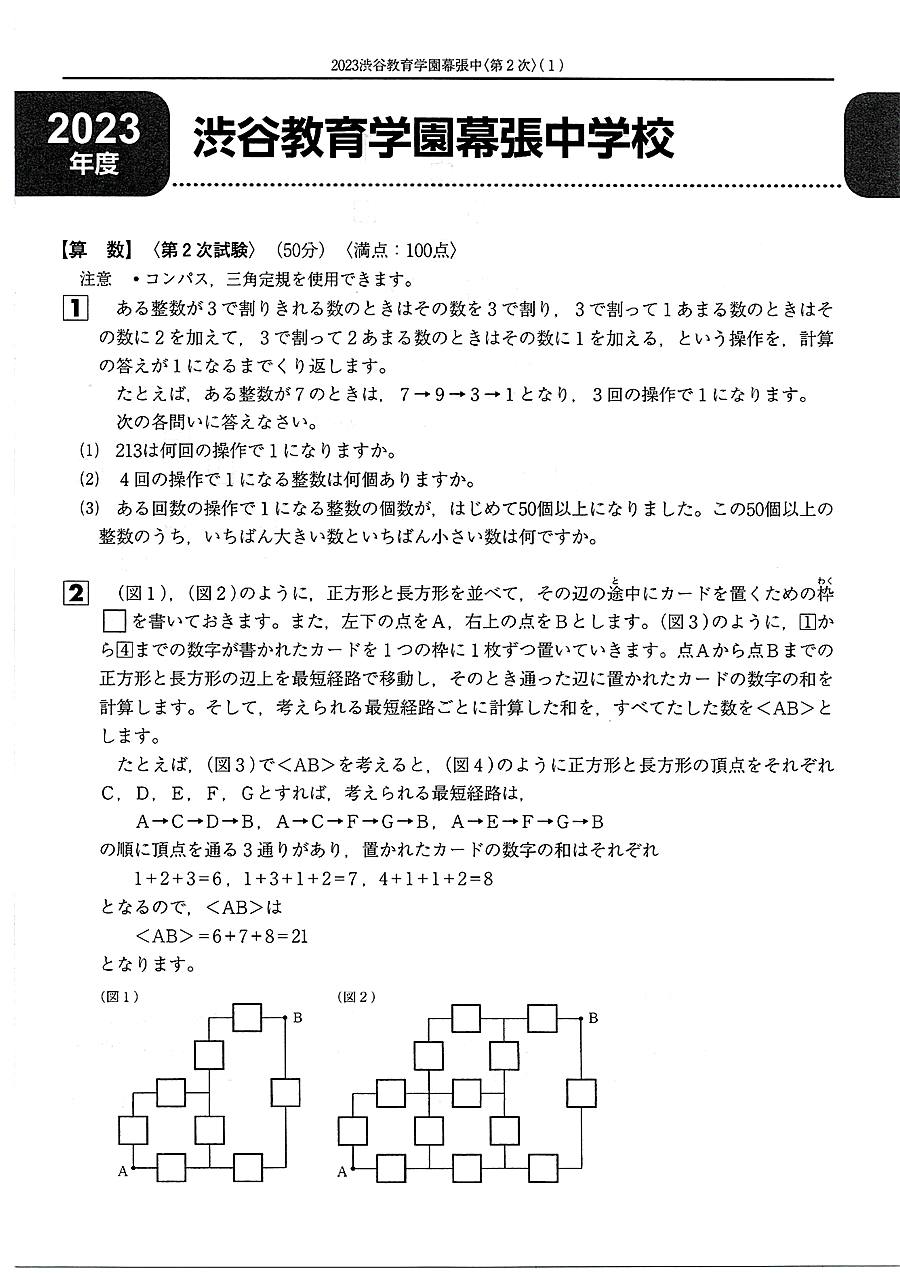 2023渋谷教育学園幕張中〈第2次〉(1)
2023
年度
渋谷教育学園幕張中学校
【算 数】〈第2次試験〉(50分)〈満点:100点〉
注意 ・コンパス,三角定規を使用できます。
1 ある整数が3で割りきれる数のときはその数を3で割り,3で割って1あまる数のときはそ
の数に2を加えて,3で割って2あまる数のときはその数に1を加える,という操作を,計算
の答えが1になるまでくり返します。
たとえば,ある整数が7のときは,7→9→3→1となり,3回の操作で1になります。
次の各問いに答えなさい。
(1) 213は何回の操作で1になりますか。
(2) 4回の操作で1になる整数は何個ありますか。
(3) ある回数の操作で1になる整数の個数が,はじめて50個以上になりました。この50個以上の
整数のうち,いちばん大きい数といちばん小さい数は何ですか。
2 (図1),(図2)のように,正方形と長方形を並べて,その辺の途中にカードを置くための枠
と わく
□を書いておきます。また,左下の点をA,右上の点をBとします。(図3)のように,1か
ら4までの数字が書かれたカードを1つの枠に1枚ずつ置いていきます。点Aから点Bまでの
正方形と長方形の辺上を最短経路で移動し,そのとき通った辺に置かれたカードの数字の和を
計算します。そして,考えられる最短経路ごとに計算した和を,すべてたした数を<AB>と
します。
たとえば,(図3)で<AB>を考えると,(図4)のように正方形と長方形の頂点をそれぞれ
C,D,E,F,Gとすれば,考えられる最短経路は,
A→C→D→B,A→C→F→G→B,A→E→F→G→B
の順に頂点を通る3通りがあり,置かれたカードの数字の和はそれぞれ
1+2+3=6,1+3+1+2=7,4+1+1+2=8
となるので,<AB>は
<AB>=6+7+8=21
となります。
(図1) (図2)
B B
A A